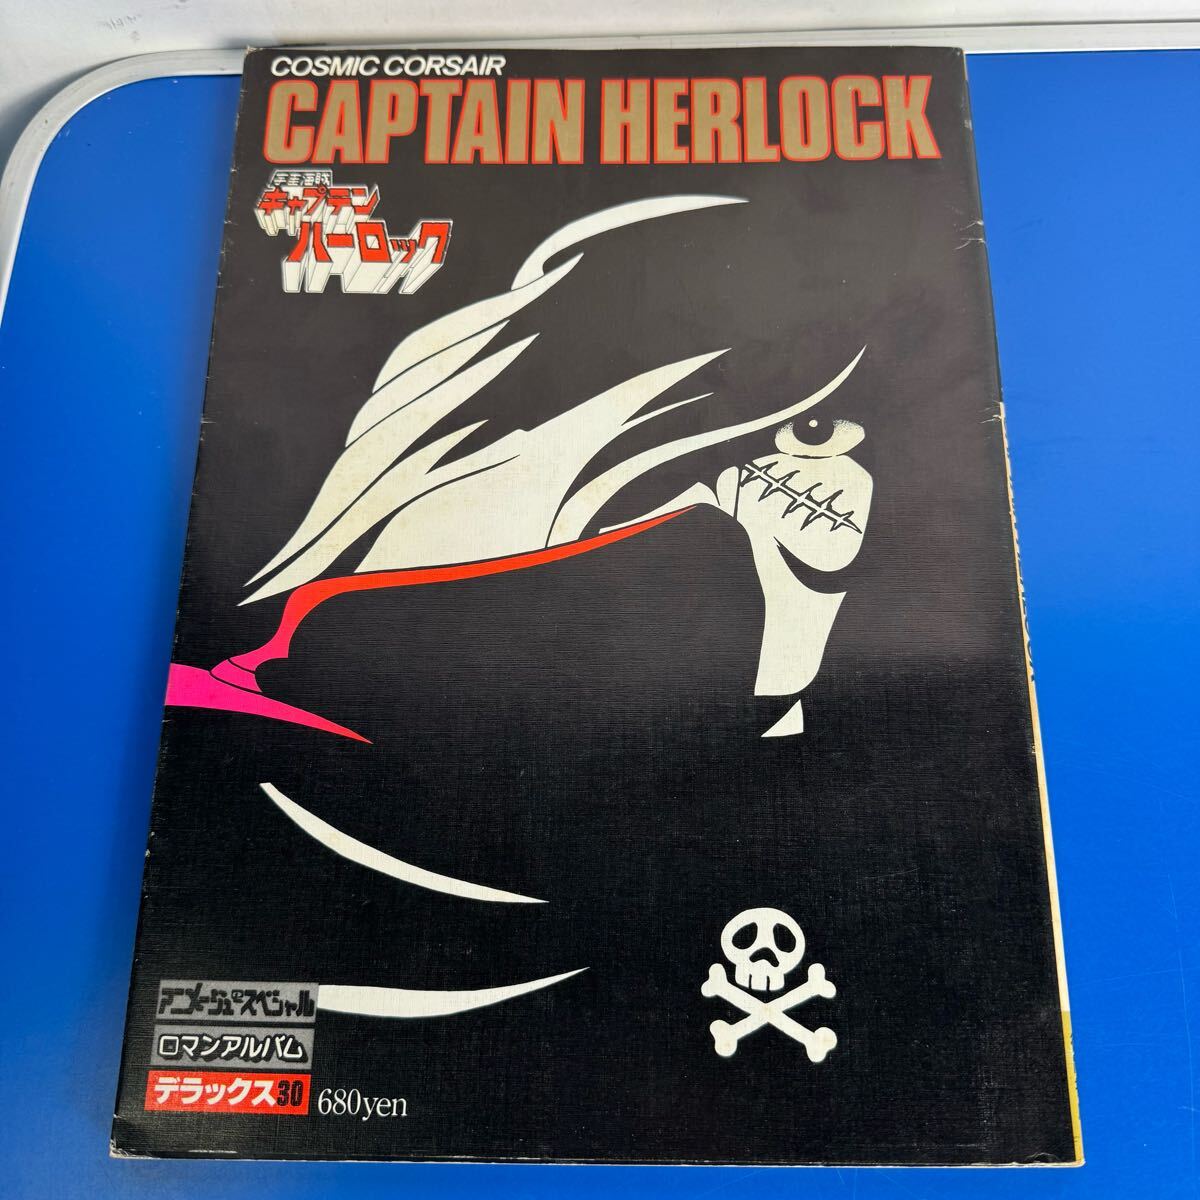 COSMIC CORSAIR
CAPTAIN HERLOCK
宇宙海賊
キャプテン
ハーロック
アニメージュのスペシャル
ロマンアルバム
デラックス30
680yen